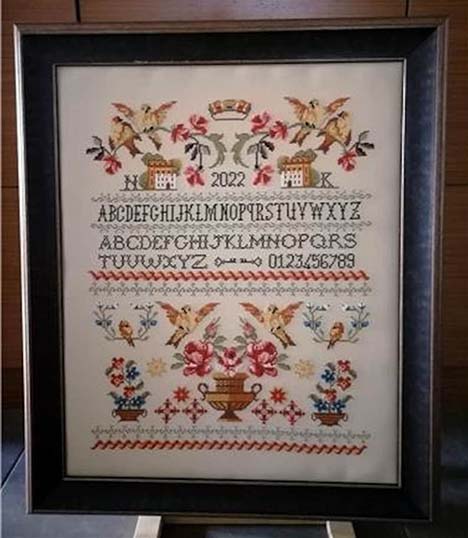 N 2022 K
ABCDEFGHIJKLMNOPQRSTUVWXYZ
ABCDEFGHIJKLMNOPQRS
TUVWXYZ 0123456789